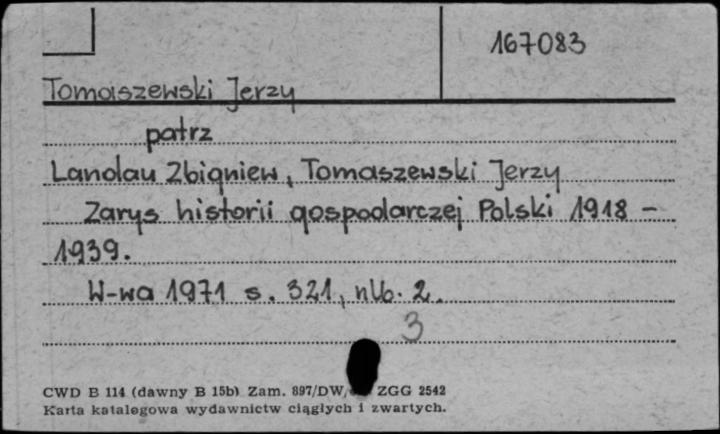 167083
Tomaszewski Jerzy
patrz
Landau Zbigniew, Tomaszewski Jerzy
Zarys historii gospodarczej Polski 1918 –
1939.
W-wa 1971 s. 321, nlb. 2.
3
CWD B 114 (dawny B 15b) Zam. 897/DW/ ZGG 2542
Karta katalogowa wydawnictw ciągłych i zwartych.